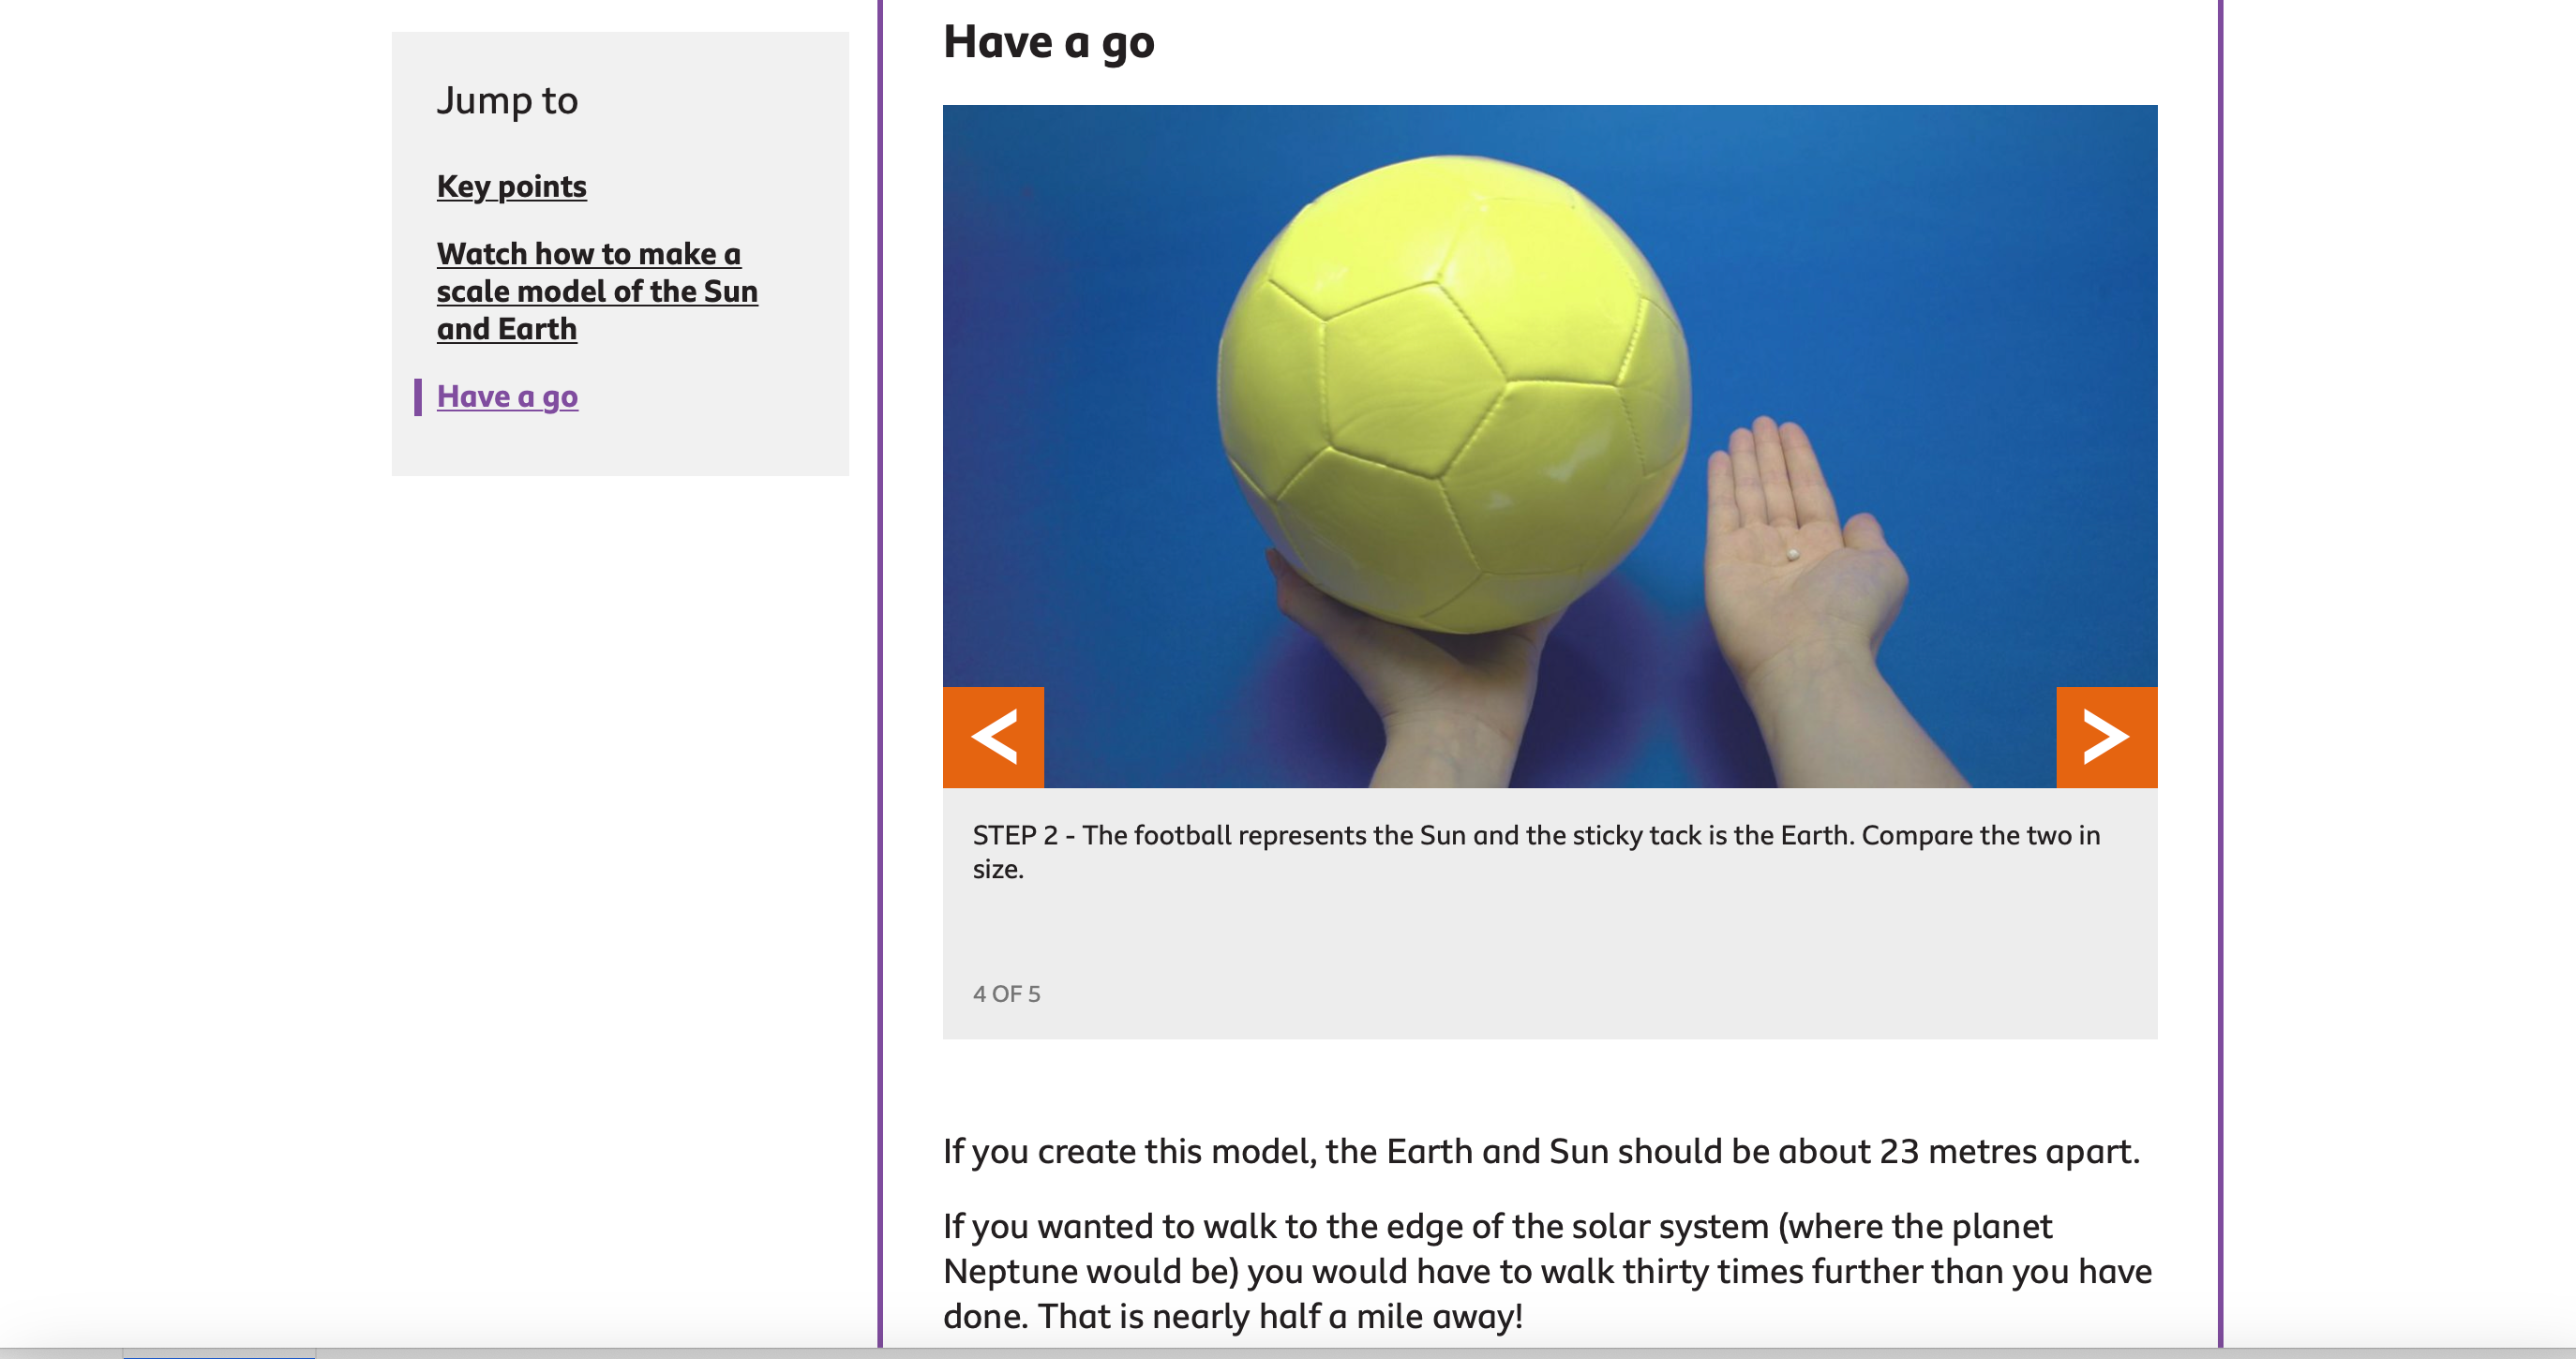 Jump to
Key points
Watch how to make a
scale model of the Sun
and Earth
Have a go
Have a go
STEP 2 - The football represents the Sun and the sticky tack is the Earth. Compare the two in
size.
4 OF 5
If you create this model, the Earth and Sun should be about 23 metres apart.
If you wanted to walk to the edge of the solar system (where the planet
Neptune would be) you would have to walk thirty times further than you have
done. That is nearly half a mile away!